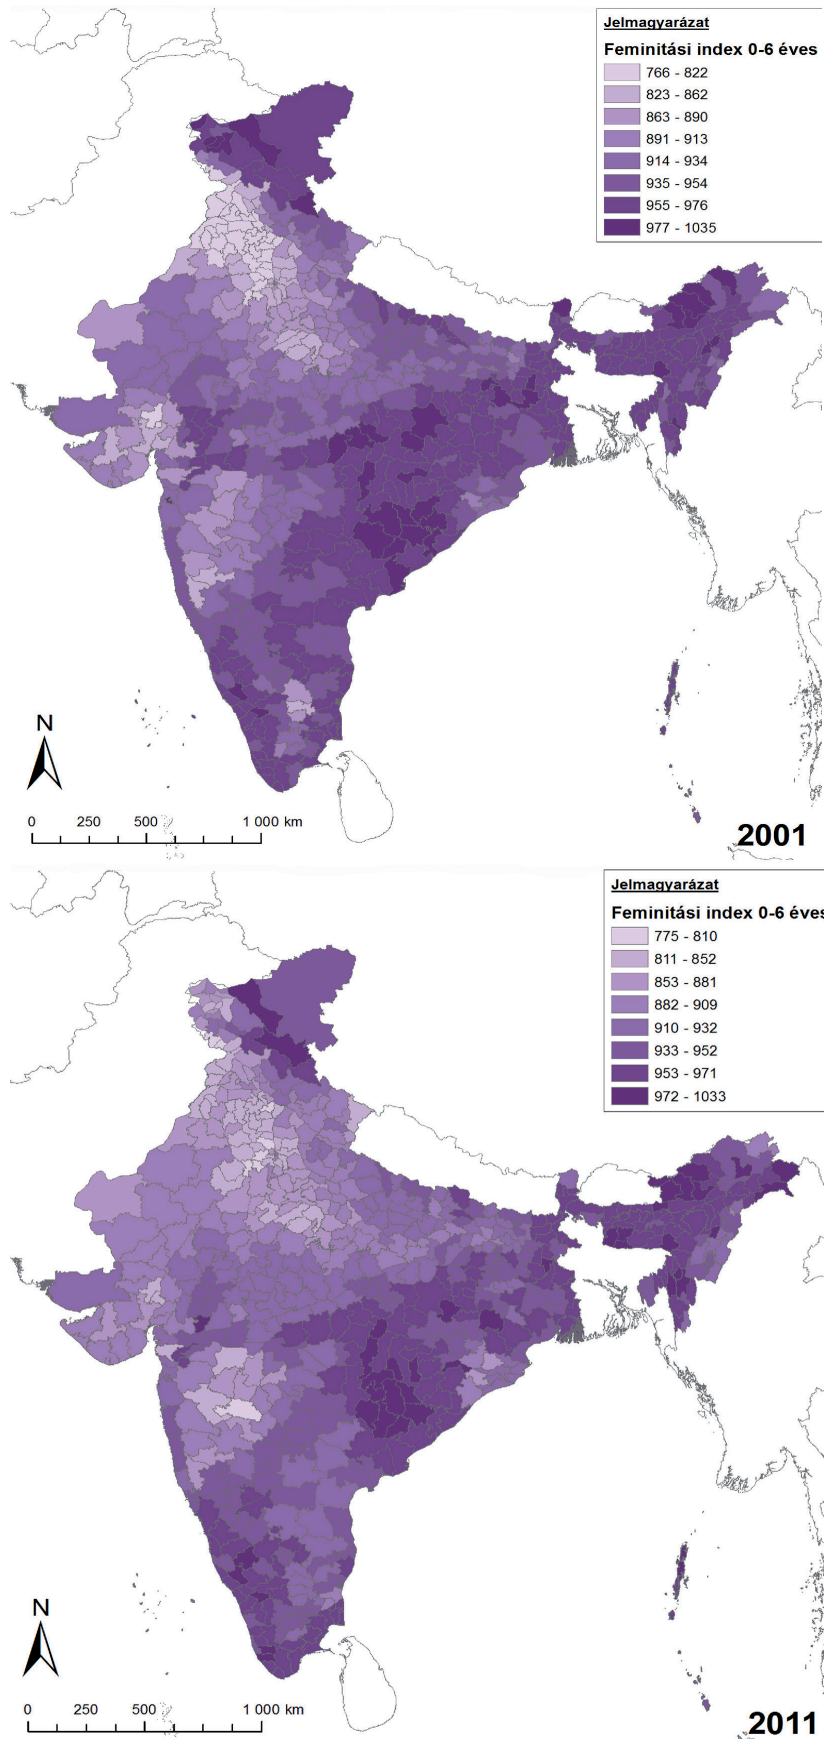 Jelmagyarázat
Feminitási index 0-6 éves
766 - 822
823 - 862
863 - 890
891 - 913
914 - 934
935 - 954
955 - 976
977 - 1035
N
0 250 500 1 000 km
2001
Jelmagyarázat
Feminitási index 0-6 éves
775 - 810
811 - 852
853 - 881
882 - 909
910 - 932
933 - 952
953 - 971
972 - 1033
N
0 250 500 1 000 km
2011